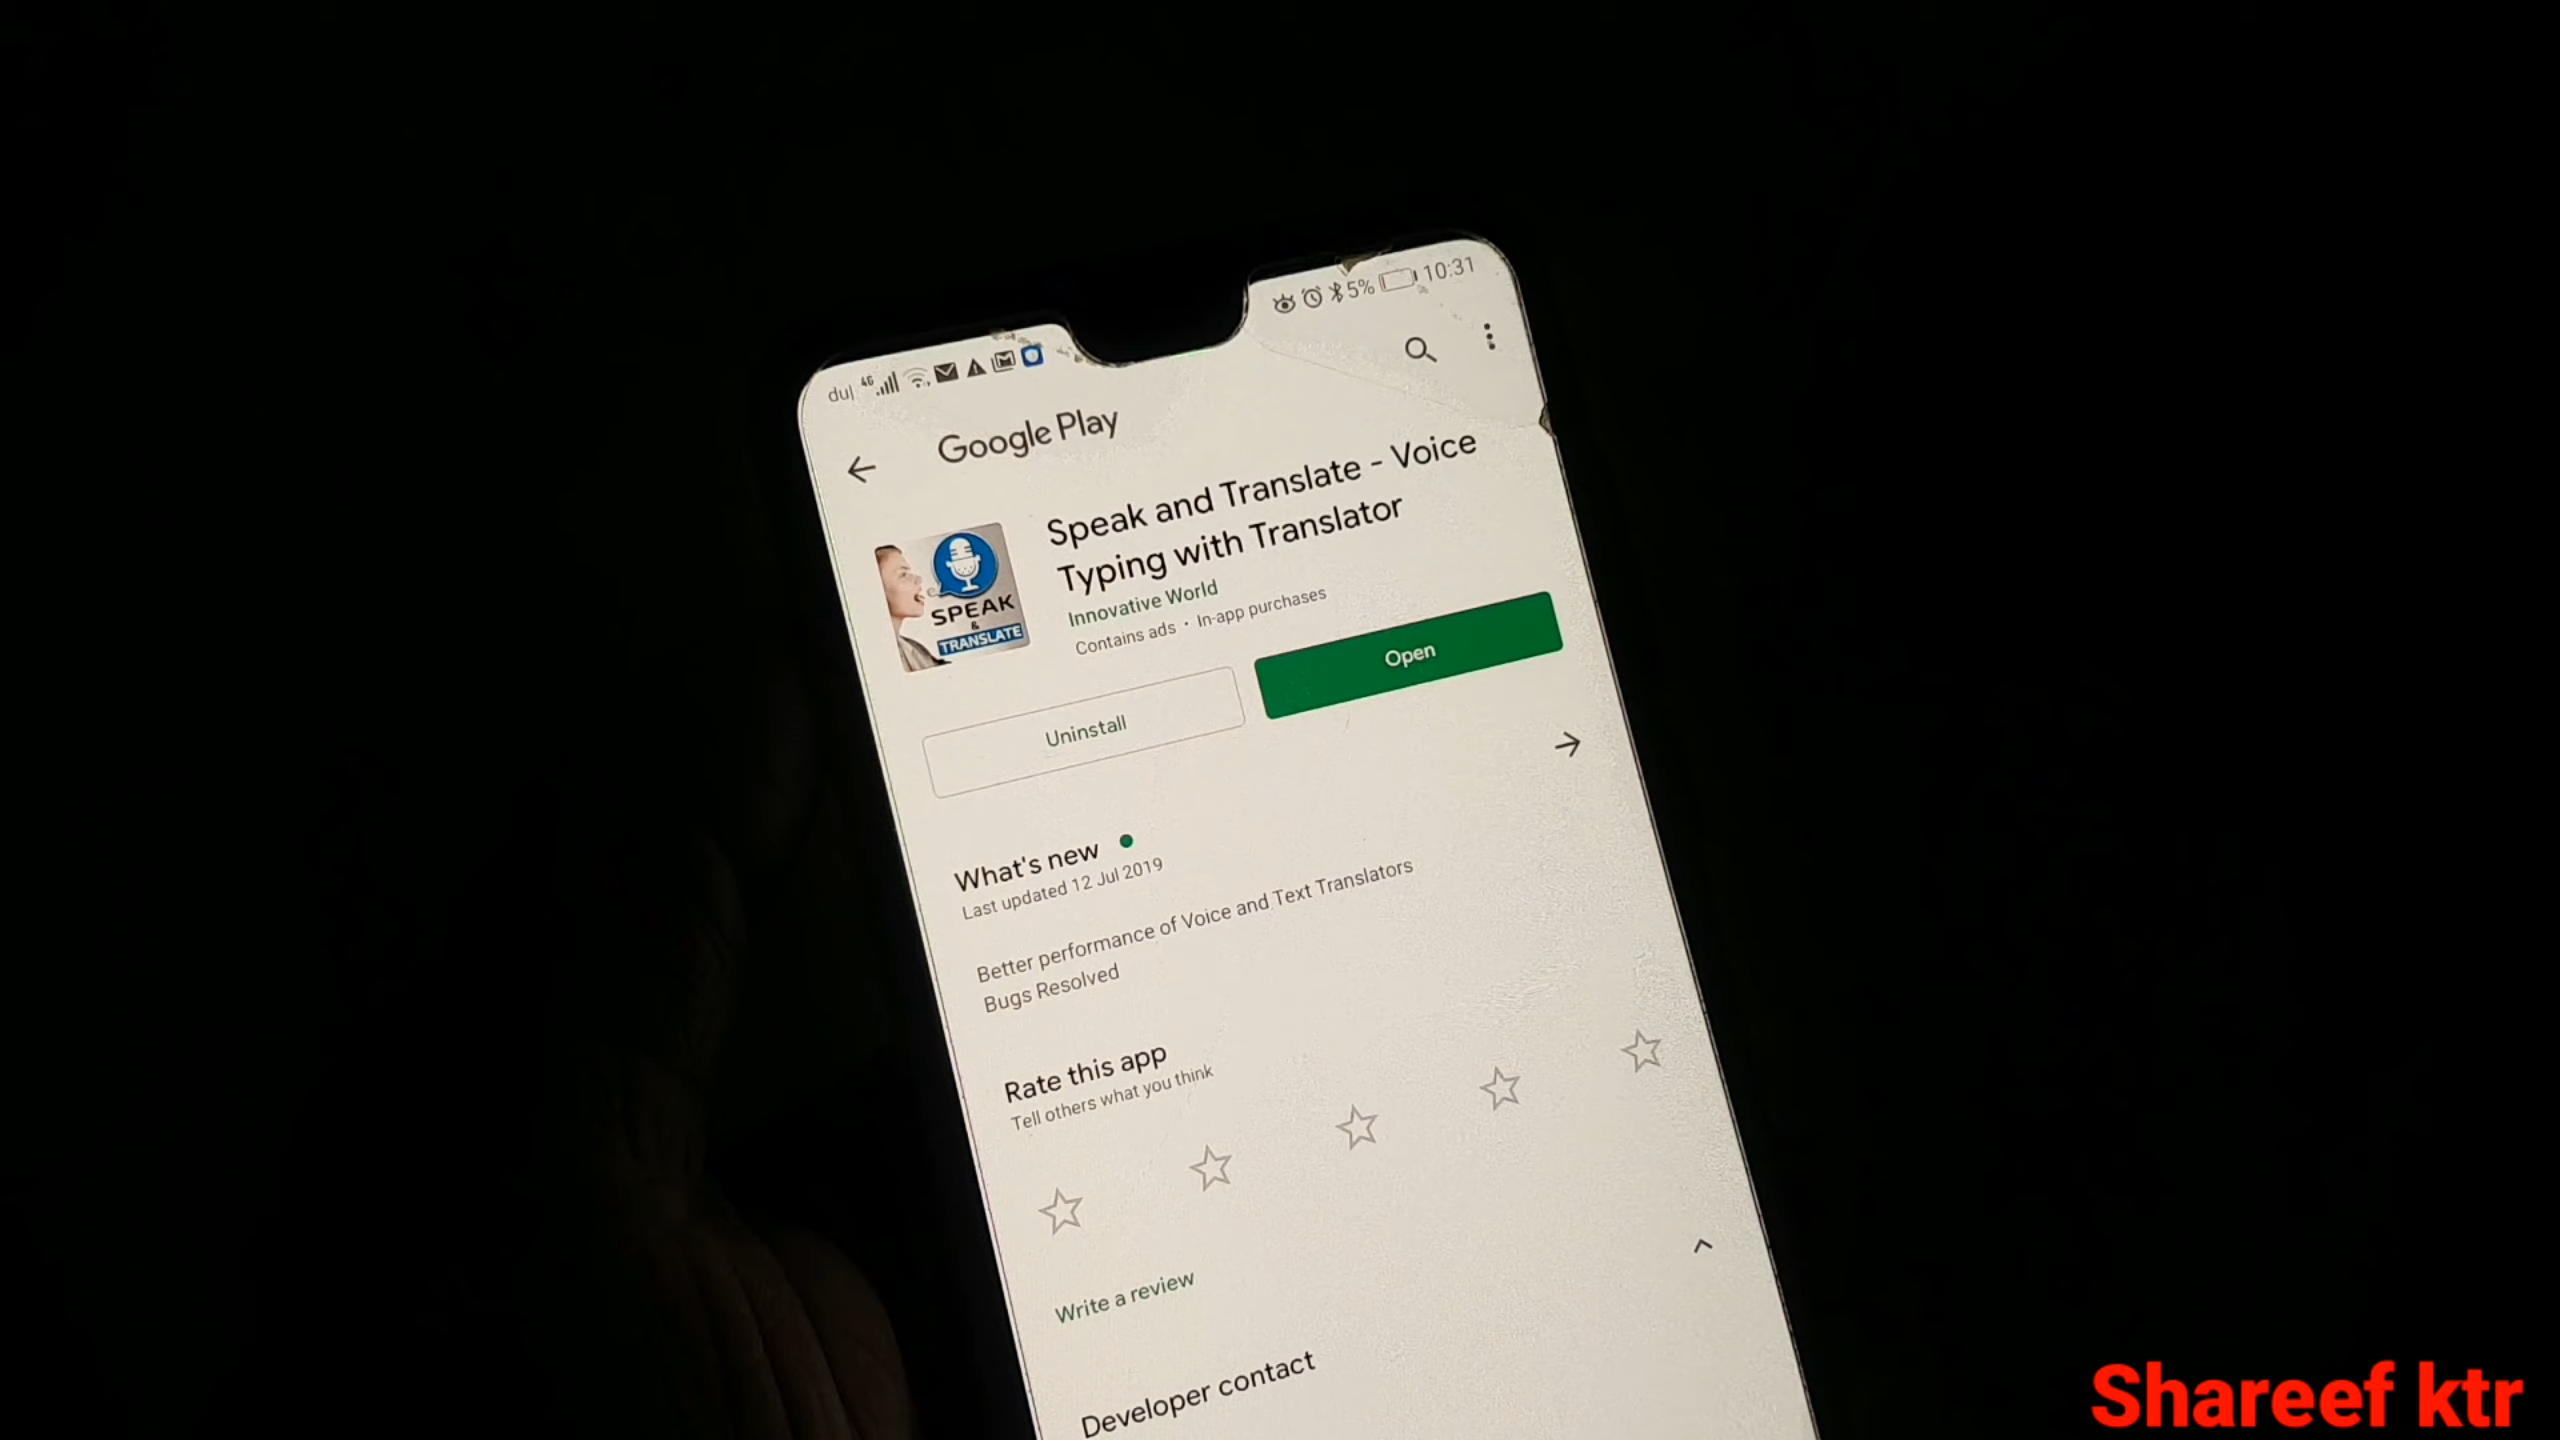 du 4G 5% 10:31
Google Play
SPEAK
&
TRANSLATE
Speak and Translate - Voice
Typing with Translator
Innovative World
Contains ads • In-app purchases
Uninstall
Open
What's new
Last updated 12 Jul 2019
Better performance of Voice and Text Translators
Bugs Resolved
Rate this app
Tell others what you think
Write a review
Developer contact
Shareef ktr